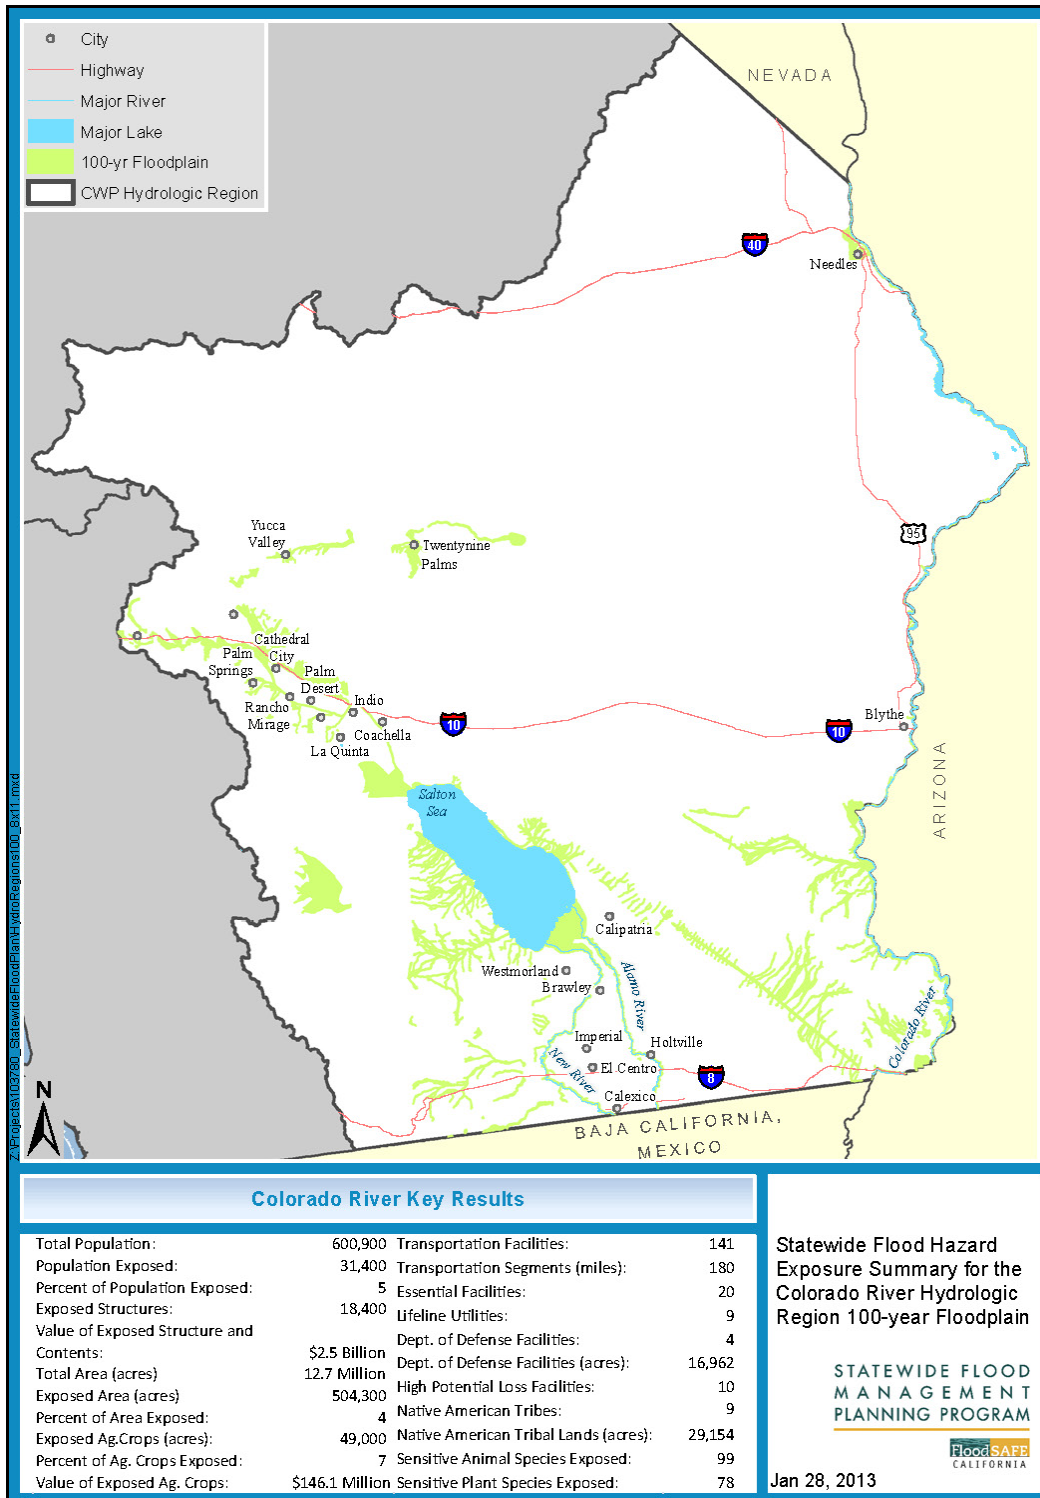 City
Highway
Major River
Major Lake
100-yr Floodplain
CWP Hydrologic Region
NEVADA
40
Needles
95
Yucca
Valley
Twentynine
Palms
Cathedral
City
Palm
Springs
Palm
Desert
Rancho
Mirage
Indio
Coachella
La Quinta
10
10
Blythe
ARIZONA
Salton
Sea
Calipatria
Westmorland
Brawley
Alamo River
Imperial
Holtville
El Centro
New River
Calexico
8
Colorado River
BAJA CALIFORNIA,
MEXICO
N
Z:\Projects\103780_StatewideFloodPlan\HydroRegions100_8x11.mxd
Colorado River Key Results
Total Population: 600,900
Population Exposed: 31,400
Percent of Population Exposed: 5
Exposed Structures: 18,400
Value of Exposed Structure and
Contents: $2.5 Billion
Total Area (acres) 12.7 Million
Exposed Area (acres) 504,300
Percent of Area Exposed: 4
Exposed Ag.Crops (acres): 49,000
Percent of Ag. Crops Exposed: 7
Value of Exposed Ag. Crops: $146.1 Million
Transportation Facilities: 141
Transportation Segments (miles): 180
Essential Facilities: 20
Lifeline Utilities: 9
Dept. of Defense Facilities: 4
Dept. of Defense Facilities (acres): 16,962
High Potential Loss Facilities: 10
Native American Tribes: 9
Native American Tribal Lands (acres): 29,154
Sensitive Animal Species Exposed: 99
Sensitive Plant Species Exposed: 78
Statewide Flood Hazard
Exposure Summary for the
Colorado River Hydrologic
Region 100-year Floodplain
STATEWIDE FLOOD
MANAGEMENT
PLANNING PROGRAM
FloodSAFE
CALIFORNIA
Jan 28, 2013